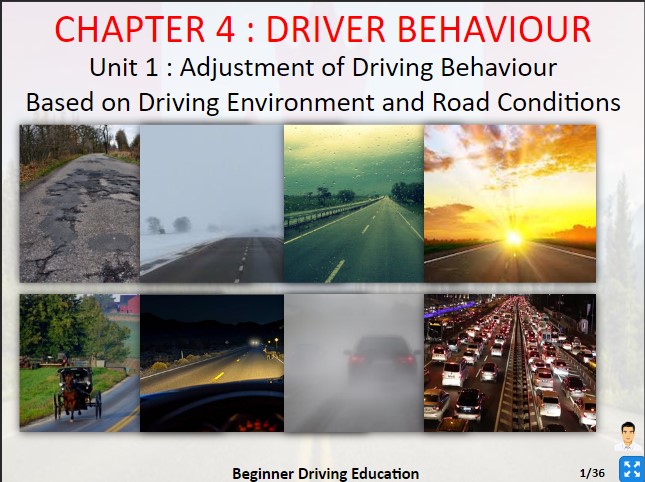 CHAPTER 4 : DRIVER BEHAVIOUR
Unit 1 : Adjustment of Driving Behaviour
Based on Driving Environment and Road Conditions
Beginner Driving Education
1/36